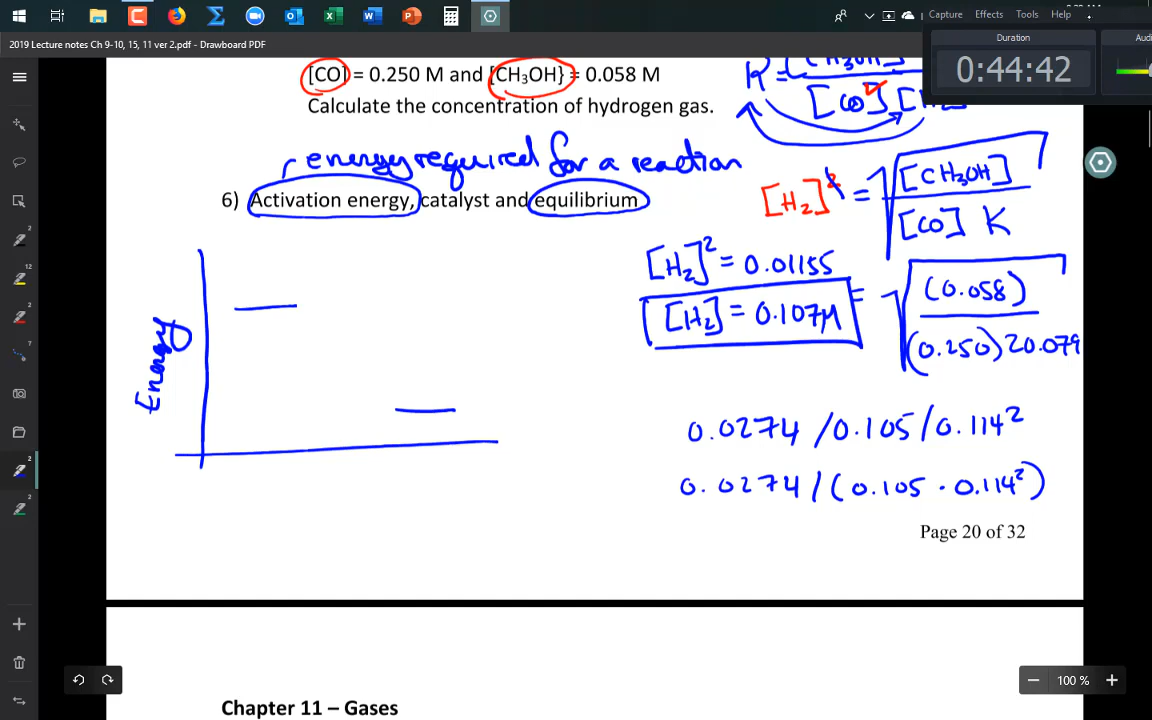 2019 Lecture notes Ch 9-10, 15, 11 ver 2.pdf - Drawboard PDF
Capture Effects Tools Help
Duration
0:44:42
[CO] = 0.250 M and [CH₃OH} = 0.058 M
K =
[CO] [H
Calculate the concentration of hydrogen gas.
energy required for a reaction
6) Activation energy, catalyst and equilibrium
[H₂]² = √[CH₃OH]
[CO] K
[H₂]² = 0.01155
[H₂] = 0.107M = √(0.058)
(0.250) 20.079
Energy
0.0274 / 0.105 / 0.114²
0.0274 / (0.105 · 0.114²)
Page 20 of 32
100 %
Chapter 11 – Gases